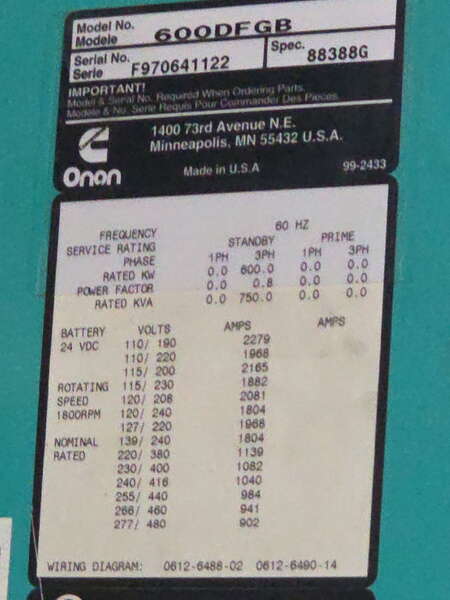 Model No. 600DFGB
Modele
Serial No. F970641122 Spec. 88388G
Serie
IMPORTANT!
Model & Serial No. Required When Ordering Parts.
Modele & No. Serie Requis Pour Commander Des Pieces.
1400 73rd Avenue N.E.
Minneapolis, MN 55432 U.S.A.
Onan Made in U.S.A 99-2433
FREQUENCY 60 HZ
SERVICE RATING STANDBY PRIME
PHASE 1PH 3PH 1PH 3PH
RATED KW 0.0 600.0 0.0 0.0
POWER FACTOR 0.0 0.8 0.0 0.0
RATED KVA 0.0 750.0 0.0 0.0
BATTERY VOLTS AMPS AMPS
24 VDC 110/ 190 2279
110/ 220 1968
115/ 200 2165
ROTATING 115/ 230 1882
SPEED 120/ 208 2081
1800RPM 120/ 240 1804
127/ 220 1968
NOMINAL 139/ 240 1804
RATED 220/ 380 1139
230/ 400 1082
240/ 416 1040
255/ 440 984
266/ 460 941
277/ 480 902
WIRING DIAGRAM: 0612-6488-02 0612-6490-14